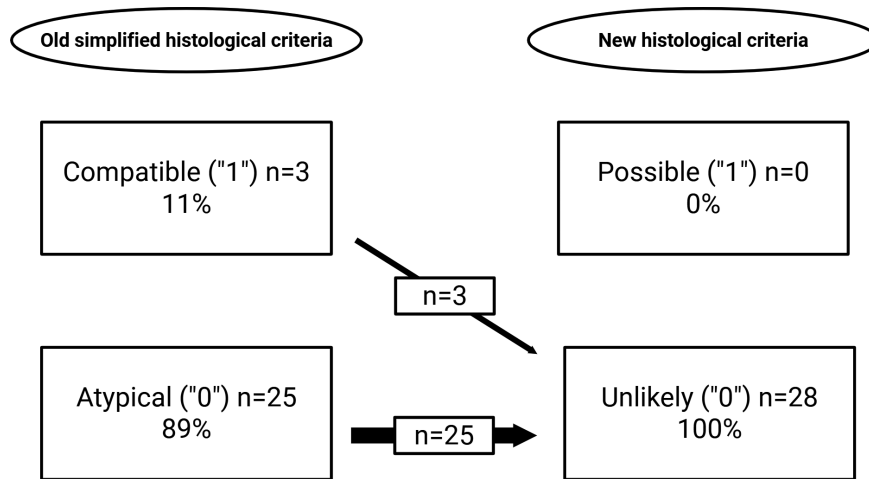 Old simplified histological criteria
New histological criteria
Compatible ("1") n=3
11%
Possible ("1") n=0
0%
n=3
Atypical ("0") n=25
89%
n=25
Unlikely ("0") n=28
100%